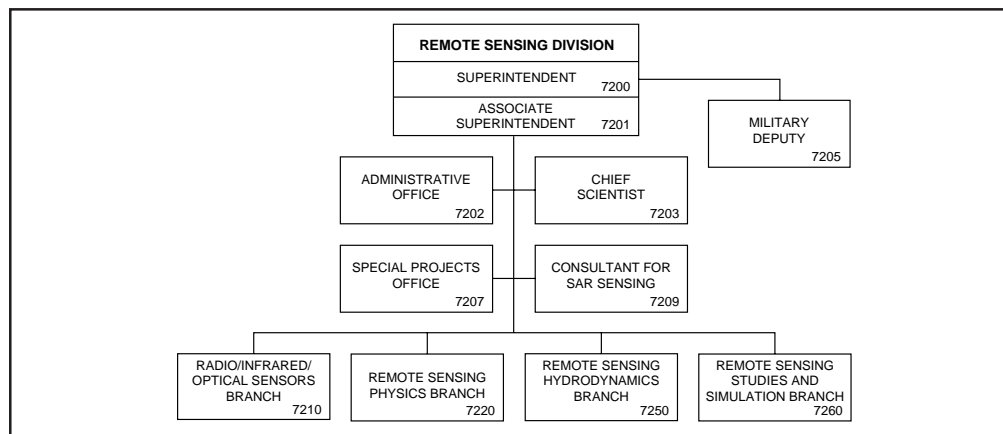 REMOTE SENSING DIVISION
SUPERINTENDENT
7200
ASSOCIATE
SUPERINTENDENT
7201
MILITARY
DEPUTY
7205
ADMINISTRATIVE
OFFICE
7202
CHIEF
SCIENTIST
7203
SPECIAL PROJECTS
OFFICE
7207
CONSULTANT FOR
SAR SENSING
7209
RADIO/INFRARED/
OPTICAL SENSORS
BRANCH
7210
REMOTE SENSING
PHYSICS BRANCH
7220
REMOTE SENSING
HYDRODYNAMICS
BRANCH
7250
REMOTE SENSING
STUDIES AND
SIMULATION BRANCH
7260